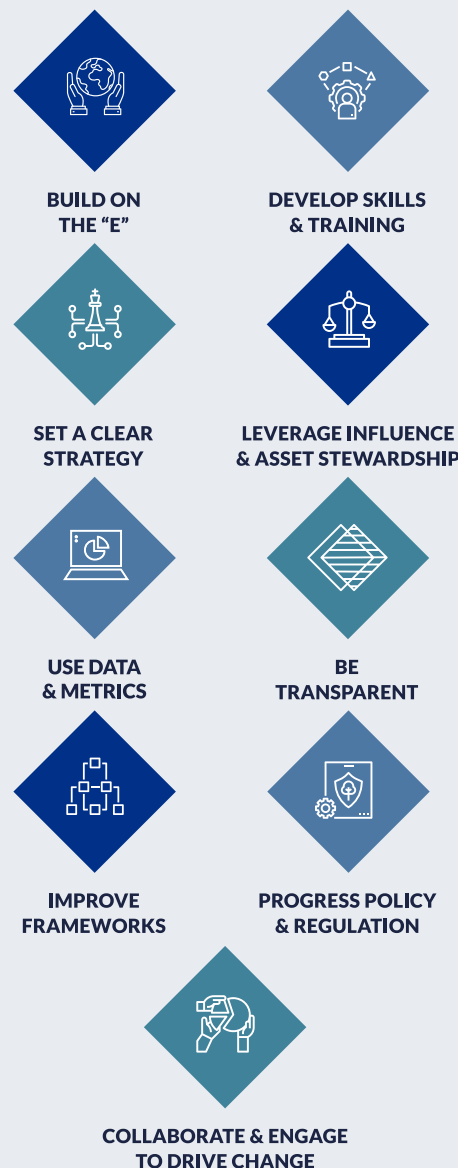 BUILD ON
THE “E”
DEVELOP SKILLS
& TRAINING
SET A CLEAR
STRATEGY
LEVERAGE INFLUENCE
& ASSET STEWARDSHIP
USE DATA
& METRICS
BE
TRANSPARENT
IMPROVE
FRAMEWORKS
PROGRESS POLICY
& REGULATION
COLLABORATE & ENGAGE
TO DRIVE CHANGE